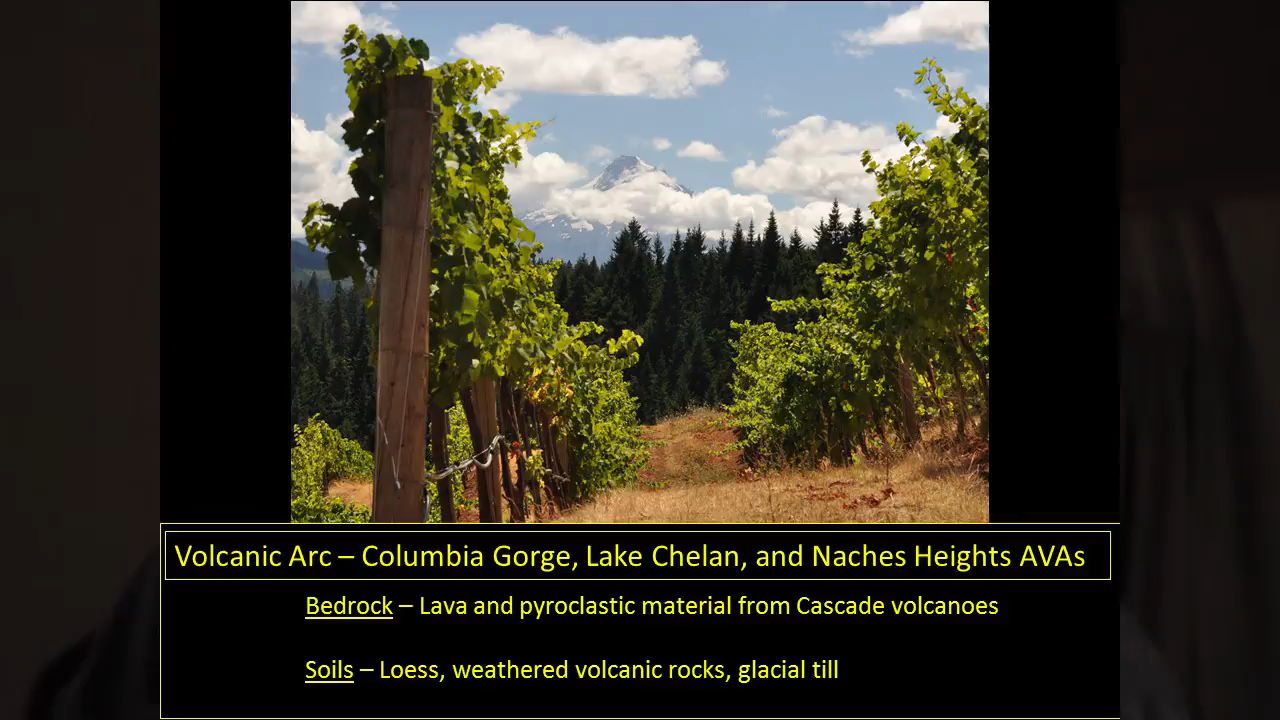 Volcanic Arc – Columbia Gorge, Lake Chelan, and Naches Heights AVAs
Bedrock – Lava and pyroclastic material from Cascade volcanoes
Soils – Loess, weathered volcanic rocks, glacial till